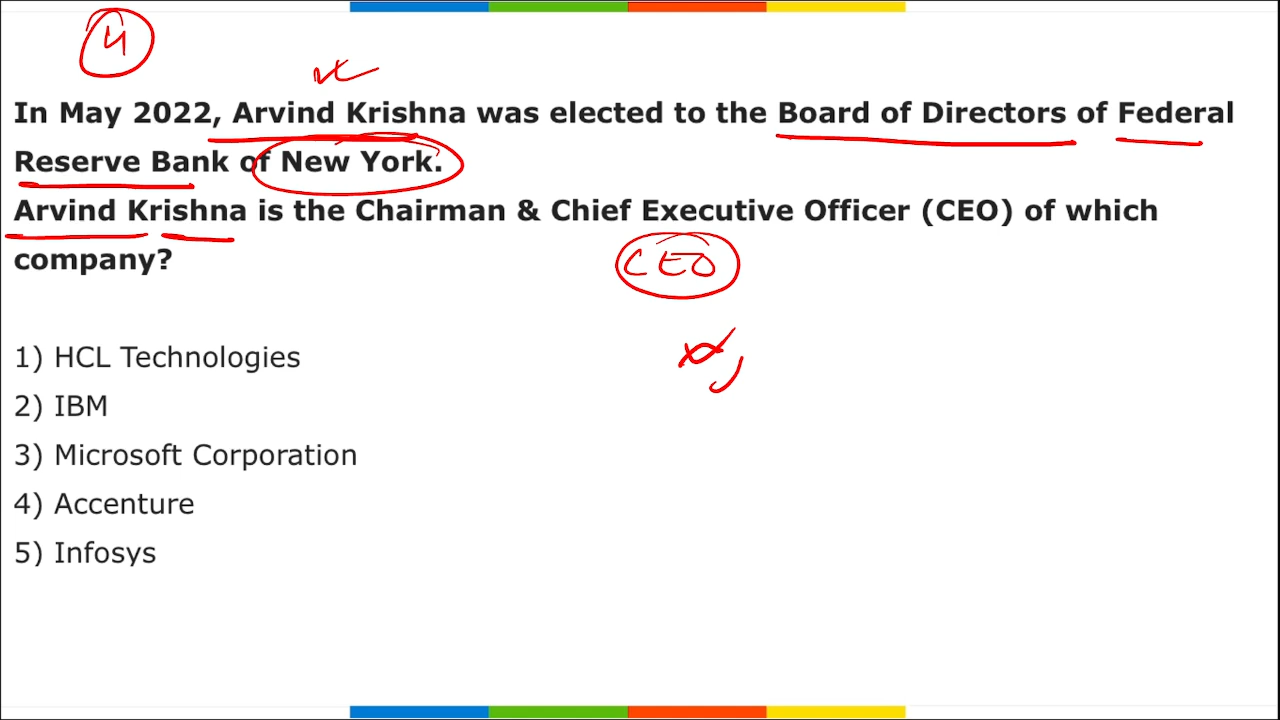 4
In May 2022, Arvind Krishna was elected to the Board of Directors of Federal
Reserve Bank of New York.
Arvind Krishna is the Chairman & Chief Executive Officer (CEO) of which
company?
CEO
1) HCL Technologies
2) IBM
3) Microsoft Corporation
4) Accenture
5) Infosys